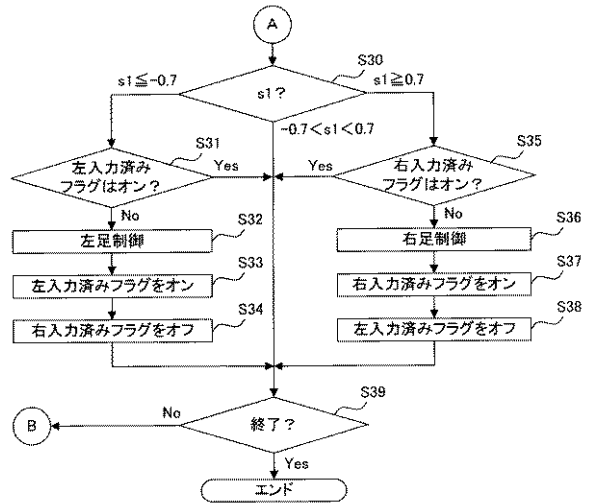 A
S30
s1≦-0.7
s1?
s1≧0.7
-0.7<s1<0.7
S31
左入力済み
フラグはオン?
Yes
No
S35
右入力済み
フラグはオン?
Yes
No
S32
左足制御
S33
左入力済みフラグをオン
S34
右入力済みフラグをオフ
S36
右足制御
S37
右入力済みフラグをオン
S38
左入力済みフラグをオフ
S39
終了?
No
B
Yes
エンド